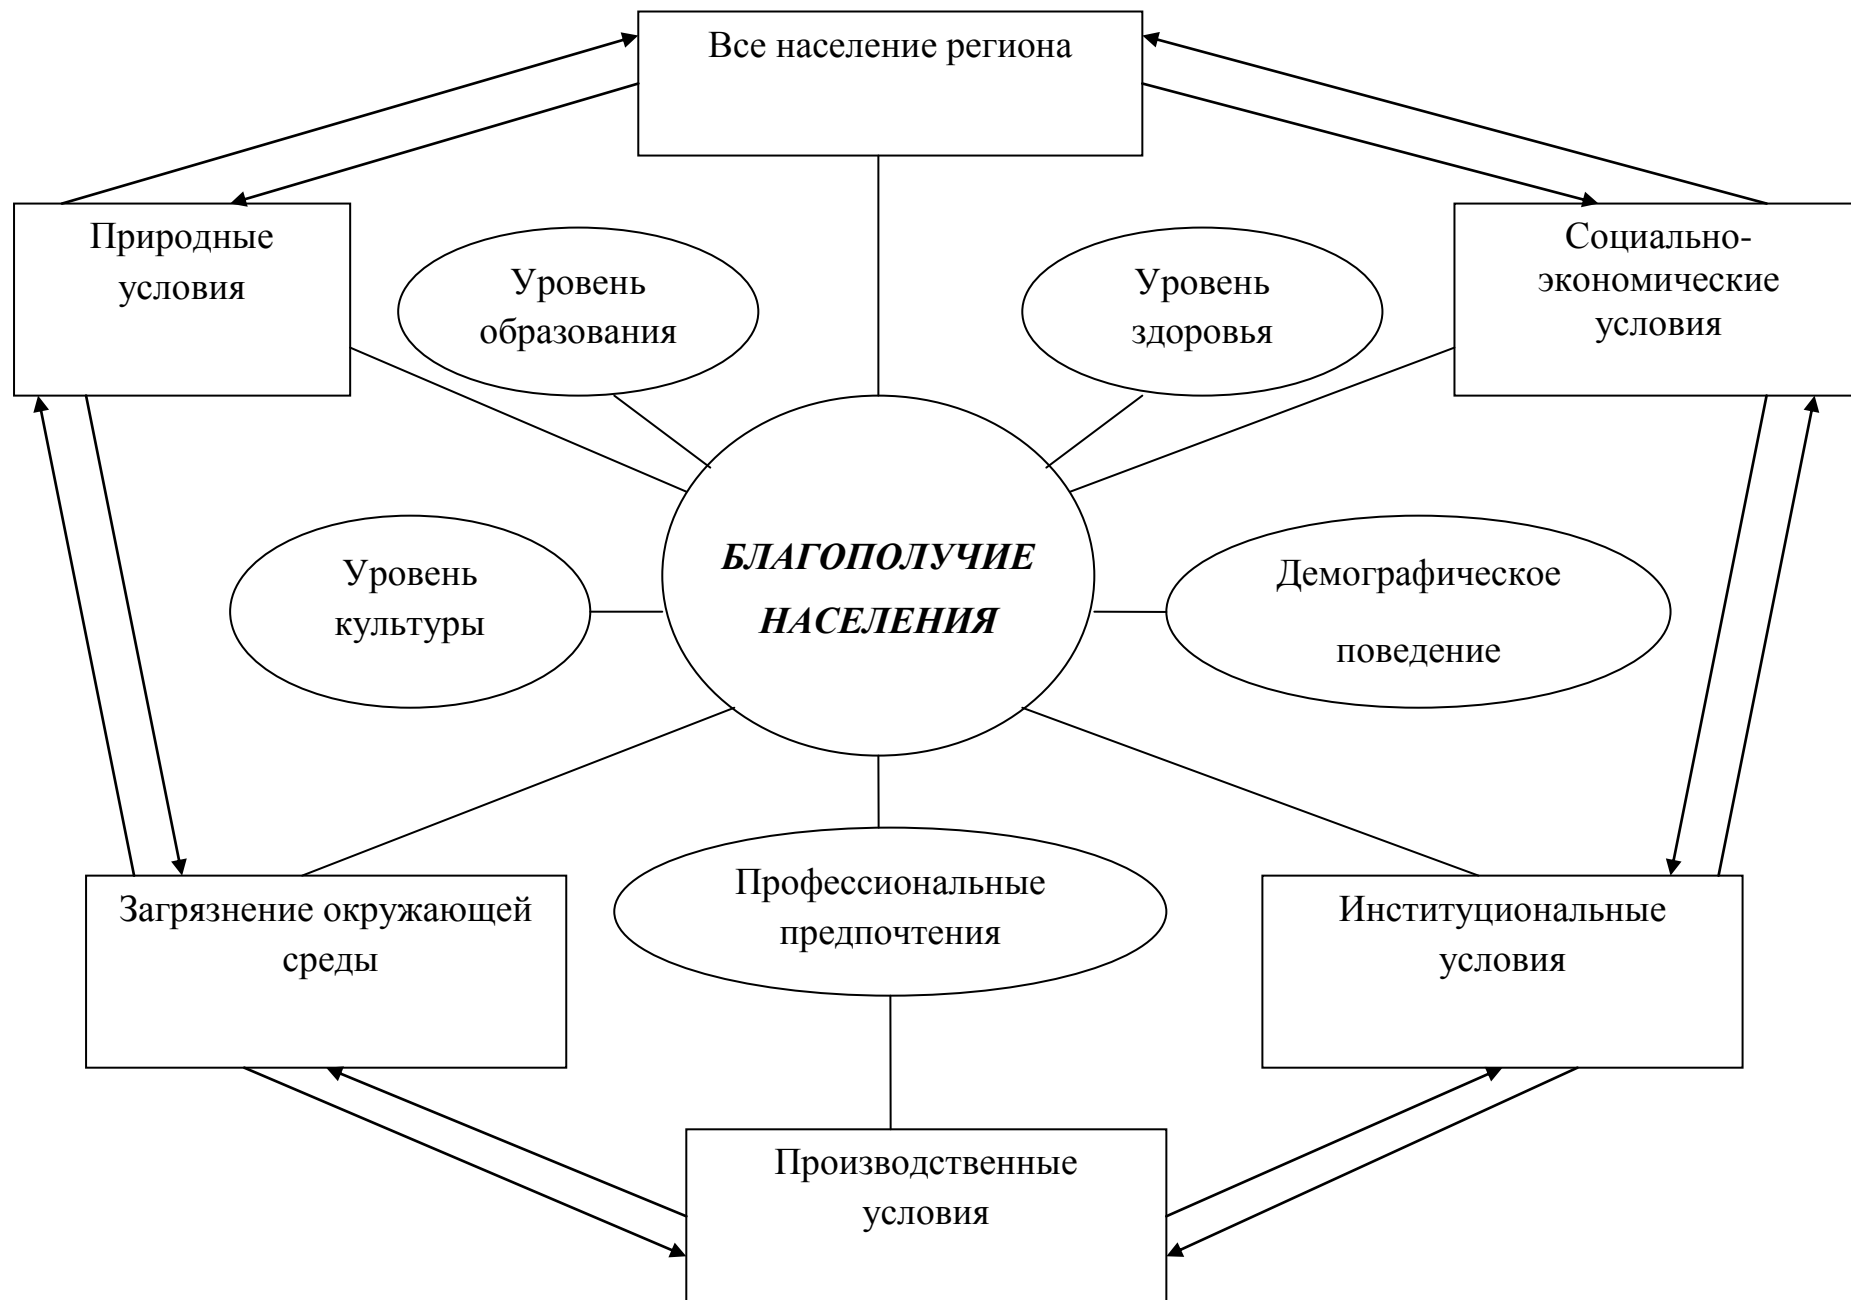 Все население региона
Природные
условия
Уровень
образования
Уровень
здоровья
Социально-
экономические
условия
Уровень
культуры
БЛАГОПОЛУЧИЕ
НАСЕЛЕНИЯ
Демографическое
поведение
Загрязнение окружающей
среды
Профессиональные
предпочтения
Институциональные
условия
Производственные
условия